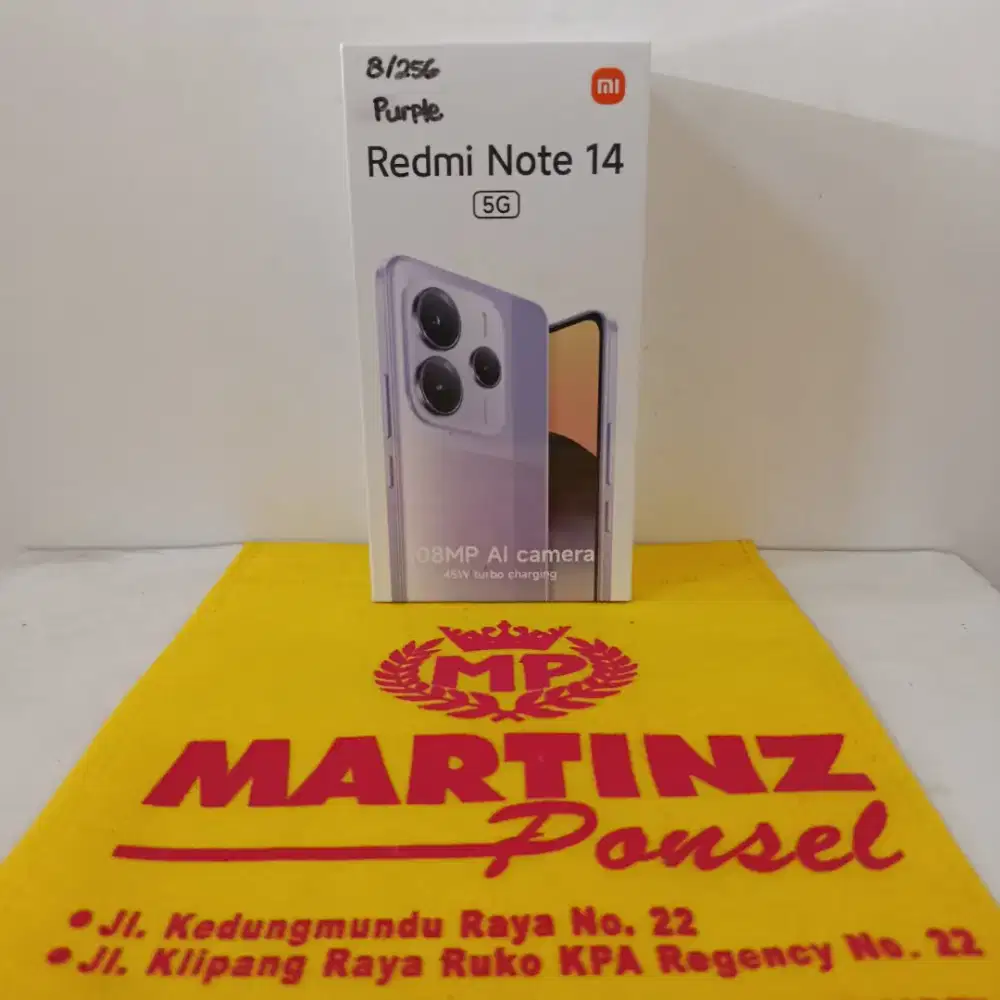 8/256
Purple
mi
Redmi Note 14
5G
08MP AI camera
45W turbo charging
MP
MARTINZ
Ponsel
• Jl. Kedungmundu Raya No. 22
• Jl. Klipang Raya Ruko KPA Regency No. 22